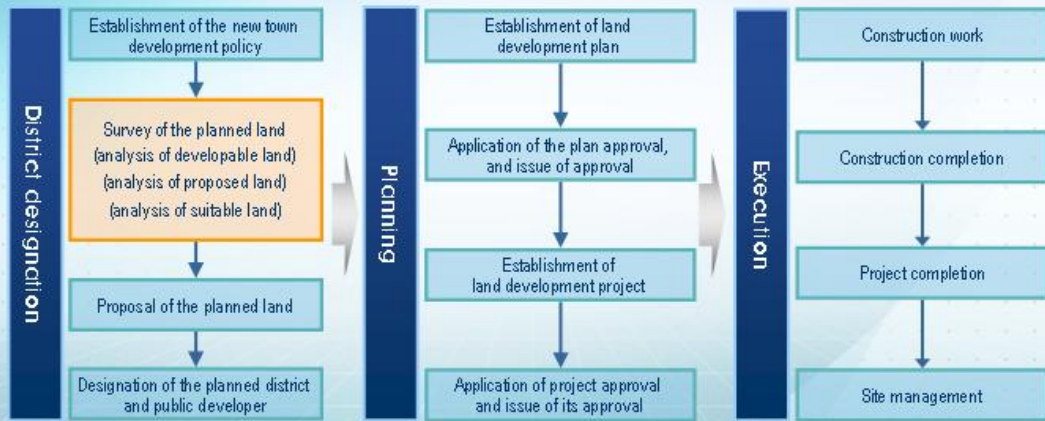 District designation
Establishment of the new town
development policy
Survey of the planned land
(analysis of developable land)
(analysis of proposed land)
(analysis of suitable land)
Proposal of the planned land
Designation of the planned district
and public developer
Planning
Establishment of land
development plan
Application of the plan approval,
and issue of approval
Establishment of
land development project
Application of project approval
and issue of its approval
Execution
Construction work
Construction completion
Project completion
Site management